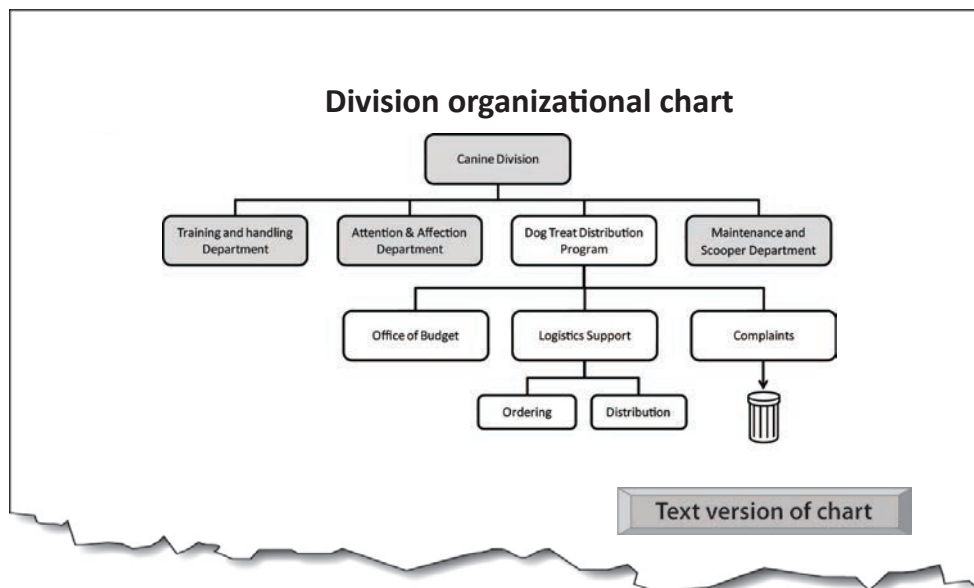 Division organizational chart
Canine Division
Training and handling
Department
Attention & Affection
Department
Dog Treat Distribution
Program
Maintenance and
Scooper Department
Office of Budget
Logistics Support
Complaints
Ordering
Distribution
Text version of chart